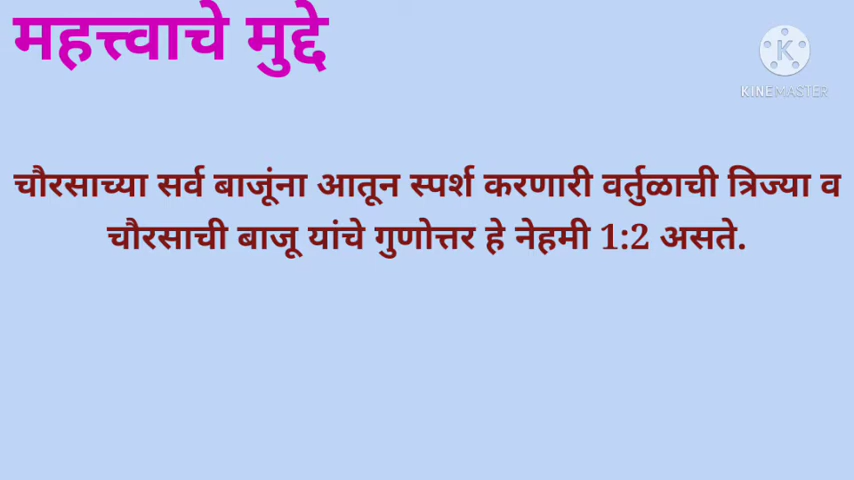 महत्त्वाचे मुद्दे
K
KINEMASTER
चौरसाच्या सर्व बाजूंना आतून स्पर्श करणारी वर्तुळाची त्रिज्या व
चौरसाची बाजू यांचे गुणोत्तर हे नेहमी 1:2 असते.